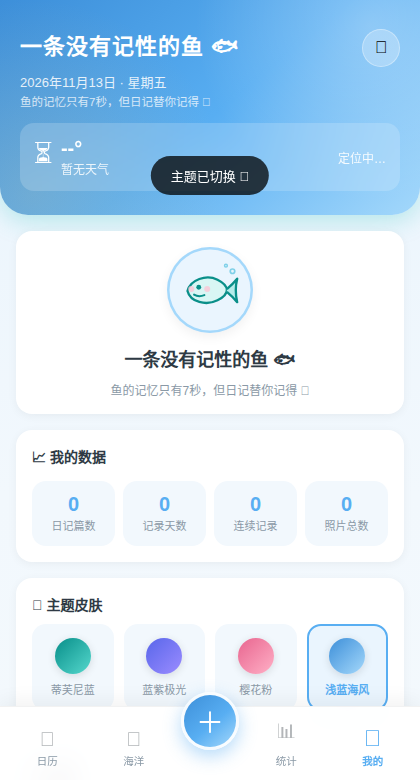 一条没有记性的鱼 🐟
2026年11月13日 · 星期五
鱼的记忆只有7秒，但日记替你记得
--°
暂无天气
定位中...
主题已切换
一条没有记性的鱼 🐟
鱼的记忆只有7秒，但日记替你记得
我的数据
0 0 0 0
日记篇数 记录天数 连续记录 照片总数
主题皮肤
蒂芙尼蓝 蓝紫极光 樱花粉 浅蓝海风
日历 海洋 统计 我的